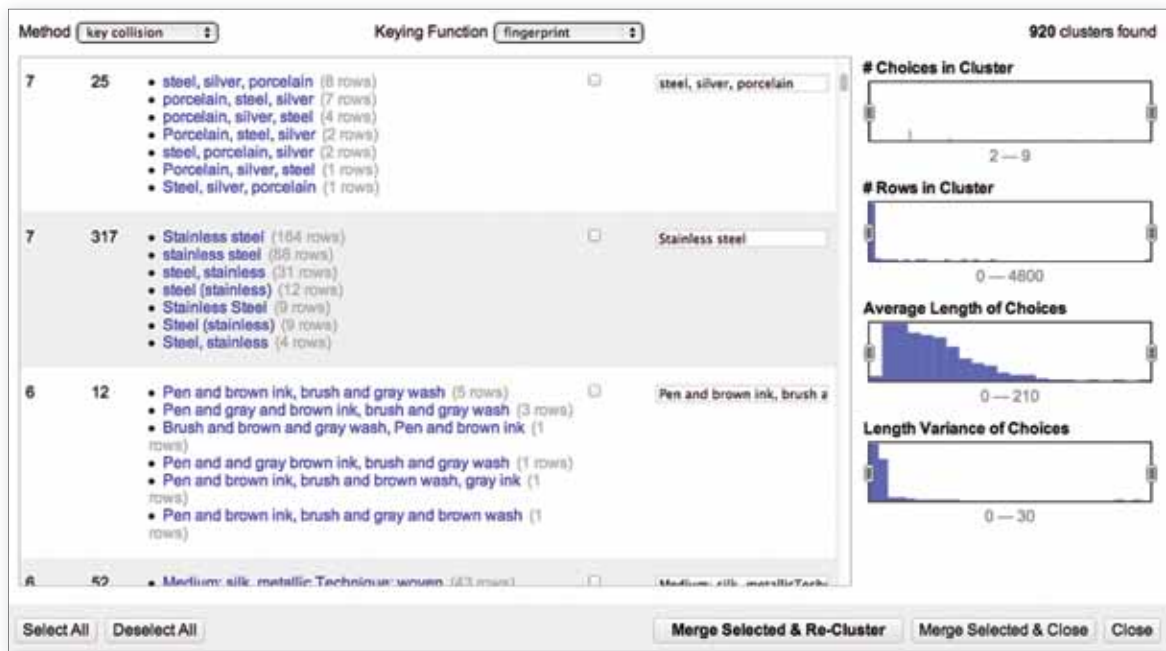 Method key collision Keying Function fingerprint 920 clusters found
7 25 • steel, silver, porcelain (8 rows) steel, silver, porcelain
• porcelain, steel, silver (7 rows)
• porcelain, silver, steel (4 rows)
• Porcelain, steel, silver (2 rows)
• steel, porcelain, silver (2 rows)
• Porcelain, silver, steel (1 rows)
• Steel, silver, porcelain (1 rows)
7 317 • Stainless steel (164 rows) Stainless steel
• stainless steel (88 rows)
• steel, stainless (31 rows)
• steel (stainless) (12 rows)
• Stainless Steel (9 rows)
• Steel (stainless) (9 rows)
• Steel, stainless (4 rows)
6 12 • Pen and brown ink, brush and gray wash (5 rows) Pen and brown ink, brush a
• Pen and gray and brown ink, brush and gray wash (3 rows)
• Brush and brown and gray wash, Pen and brown ink (1
rows)
• Pen and and gray brown ink, brush and gray wash (1 rows)
• Pen and brown ink, brush and brown wash, gray ink (1
rows)
• Pen and brown ink, brush and gray and brown wash (1
rows)
6 52 • Medium: silk, metallic Technique: woven (43 rows) Medium: silk, metallicTech
# Choices in Cluster
2 — 9
# Rows in Cluster
0 — 4800
Average Length of Choices
0 — 210
Length Variance of Choices
0 — 30
Select All Deselect All Merge Selected & Re-Cluster Merge Selected & Close Close